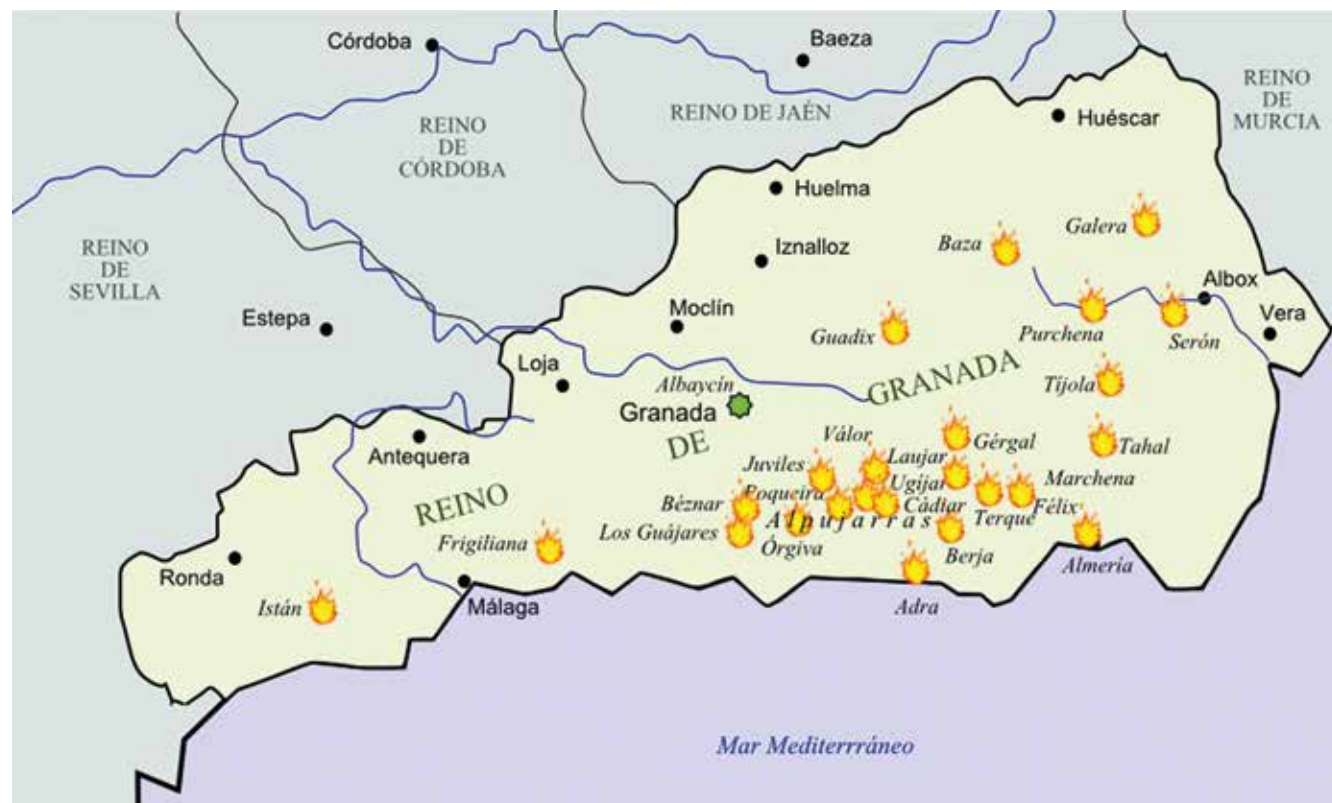 Córdoba
Baeza
REINO
DE
MURCIA
REINO DE JAÉN
Huéscar
REINO
DE
CÓRDOBA
Huelma
Galera
REINO
DE
SEVILLA
Baza
Iznalloz
Albox
Moclín
Estepa
Vera
Guadix
Purchena
Serón
Loja
Albaycín
GRANADA
Tíjola
Granada
DE
Válor
Gérgal
Tahal
Antequera
Juviles
Laujar
Marchena
REINO
Béznar
Poqueira
Ugíjar
Cádiar
Terque
Félix
Alpujarras
Los Guájares
Órgiva
Frigiliana
Berja
Almería
Ronda
Istán
Málaga
Adra
Mar Mediterrráneo